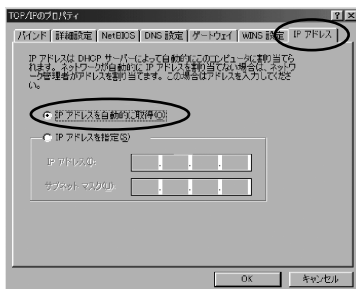 TCP/IPのプロパティ
バインド 詳細設定 NetBIOS DNS 設定 ゲートウェイ WINS 設定 IP アドレス
IP アドレスは DHCP サーバーによって自動的にこのコンピュータに割り当てら
れます。ネットワークが自動的に IP アドレスを割り当てない場合は、ネットワ
ーク管理者がアドレスを割り当てます。この場合はアドレスを入力してくださ
い。
IP アドレスを自動的に取得(O)
IP アドレスを指定(S)
IP アドレス(I):
サブネット マスク(U):
OK キャンセル